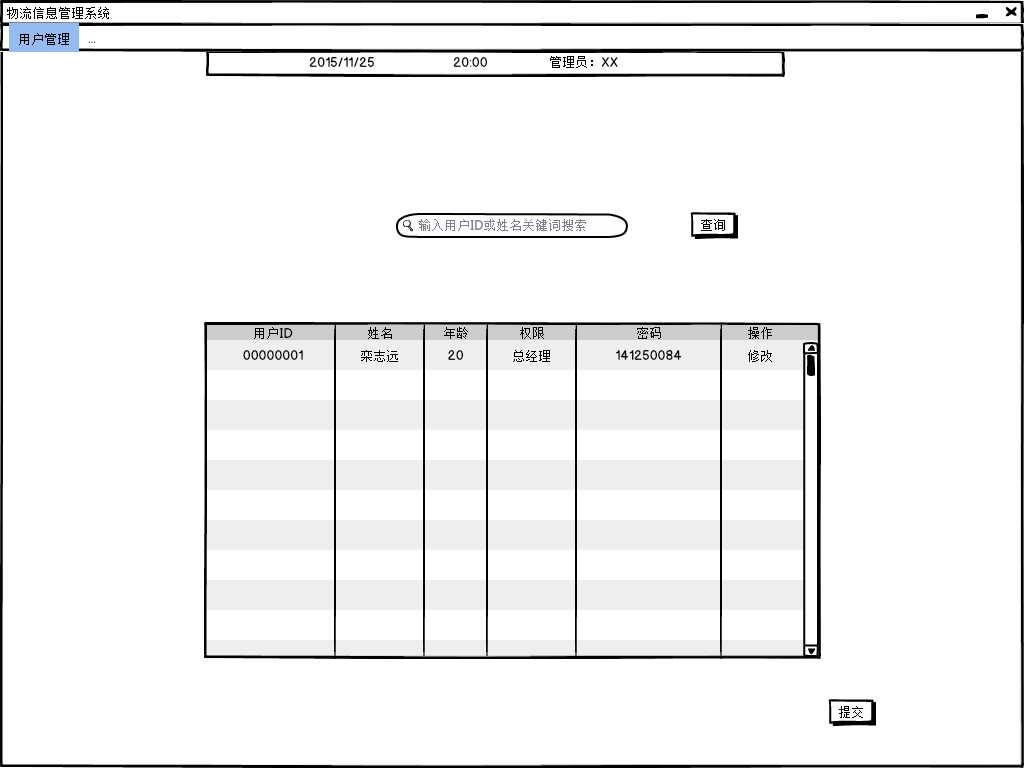 物流信息管理系统
用户管理 ...
2015/11/25 20:00 管理员：XX
输入用户ID或姓名关键词搜索 查询
用户ID 姓名 年龄 权限 密码 操作
00000001 栾志远 20 总经理 141250084 修改
提交